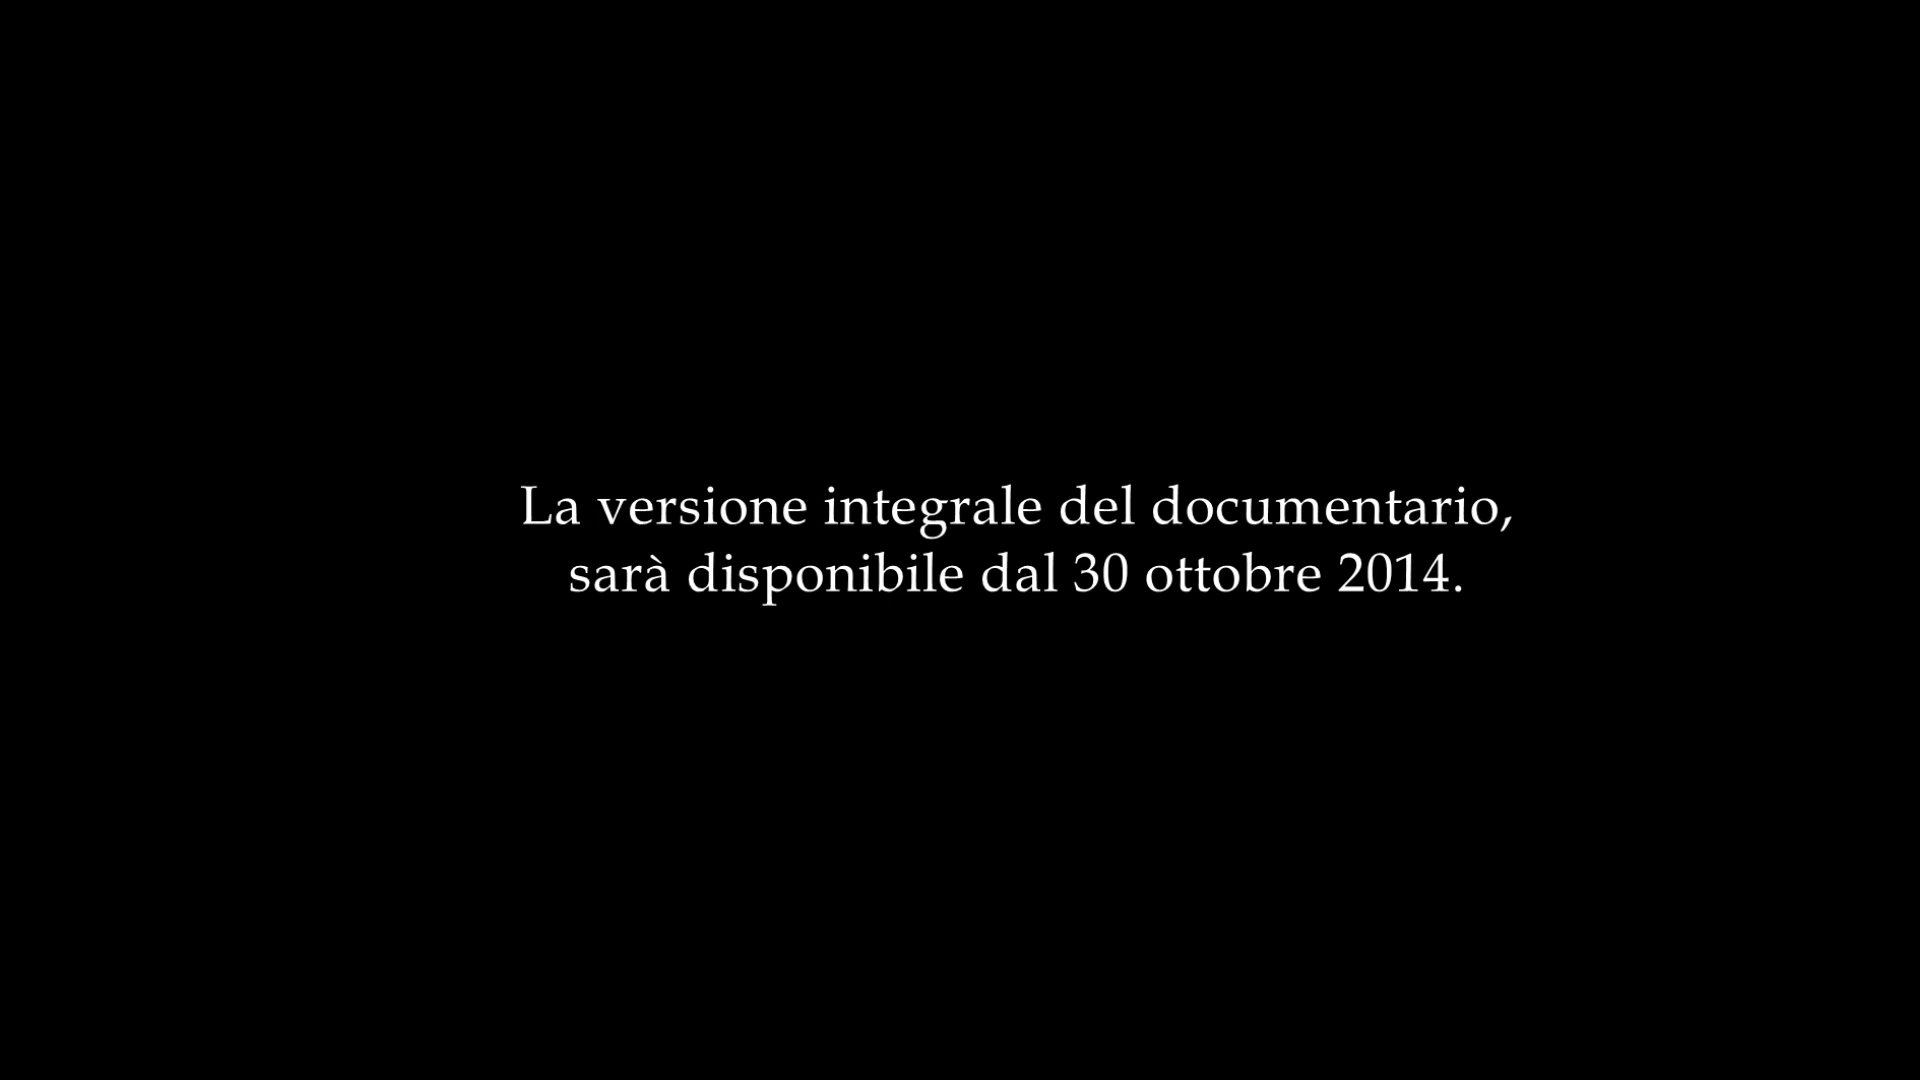 La versione integrale del documentario,
sarà disponibile dal 30 ottobre 2014.